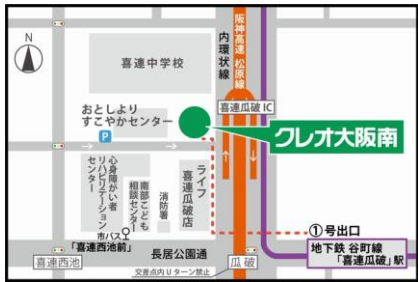 N
喜連中学校
内環状線
阪神高速 松原線
喜連瓜破IC
おとしより
すこやかセンター
P
クレオ大阪南
心身障がい者
リハビリテーション
センター
南部こども
相談センター
消防署
ライフ
喜連瓜破店
市バス
「喜連西池前」
①号出口
地下鉄 谷町線
「喜連瓜破」駅
長居公園通
喜連西池
交差点内Uターン禁止
瓜破